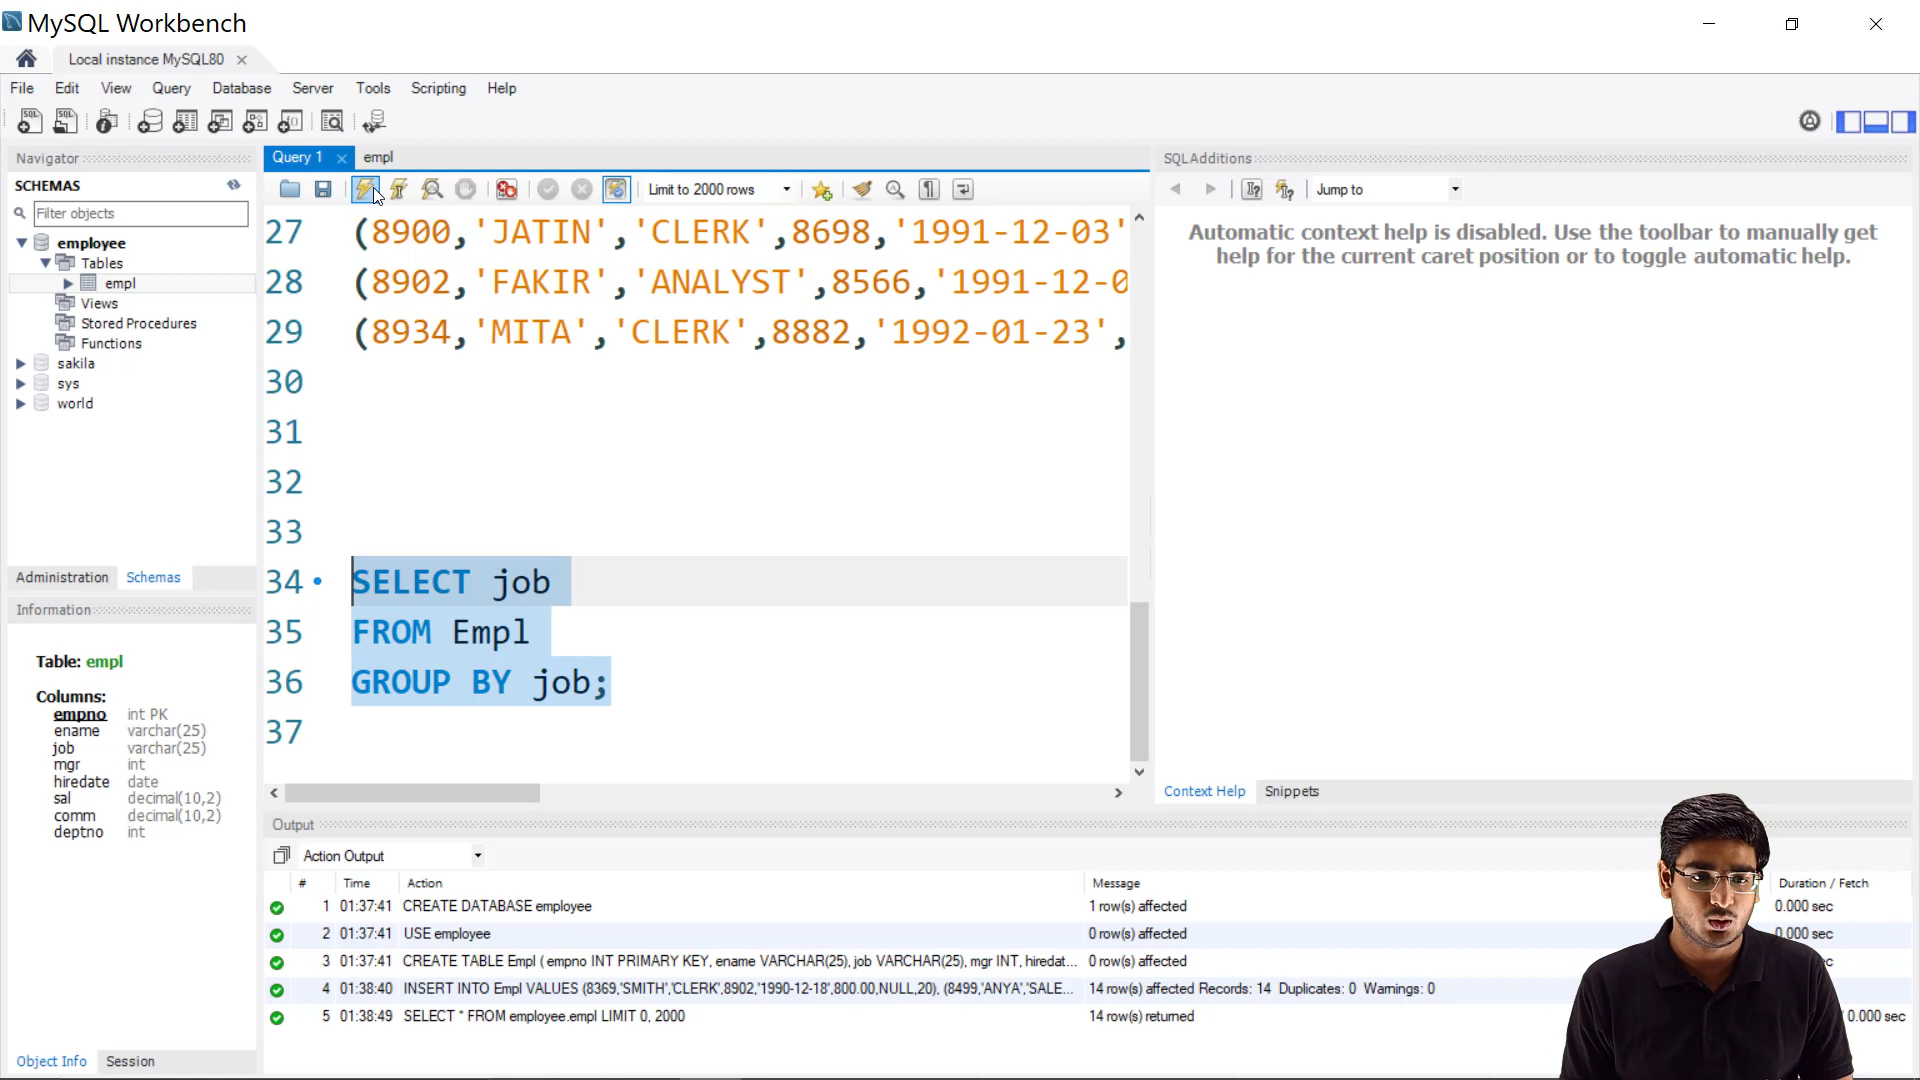 MySQL Workbench
Local instance MySQL80
File Edit View Query Database Server Tools Scripting Help
Navigator
SCHEMAS
Filter objects
employee
Tables
empl
Views
Stored Procedures
Functions
sakila
sys
world
Administration Schemas
Information
Table: empl
Columns:
empno int PK
ename varchar(25)
job varchar(25)
mgr int
hiredate date
sal decimal(10,2)
comm decimal(10,2)
deptno int
Object Info Session
Query 1 empl
Limit to 2000 rows
27 (8900,'JATIN','CLERK',8698,'1991-12-03'
28 (8902,'FAKIR','ANALYST',8566,'1991-12-0
29 (8934,'MITA','CLERK',8882,'1992-01-23',
30
31
32
33
34 SELECT job
35 FROM Empl
36 GROUP BY job;
37
SQLAdditions
Jump to
Automatic context help is disabled. Use the toolbar to manually get
help for the current caret position or to toggle automatic help.
Context Help Snippets
Output
Action Output
# Time Action Message Duration / Fetch
1 01:37:41 CREATE DATABASE employee 1 row(s) affected 0.000 sec
2 01:37:41 USE employee 0 row(s) affected 0.000 sec
3 01:37:41 CREATE TABLE Empl ( empno INT PRIMARY KEY, ename VARCHAR(25), job VARCHAR(25), mgr INT, hiredat... 0 row(s) affected
4 01:38:40 INSERT INTO Empl VALUES (8369,'SMITH','CLERK',8902,'1990-12-18',800.00,NULL,20), (8499,'ANYA','SALE... 14 row(s) affected Records: 14 Duplicates: 0 Warnings: 0
5 01:38:49 SELECT * FROM employee.empl LIMIT 0, 2000 14 row(s) returned / 0.000 sec